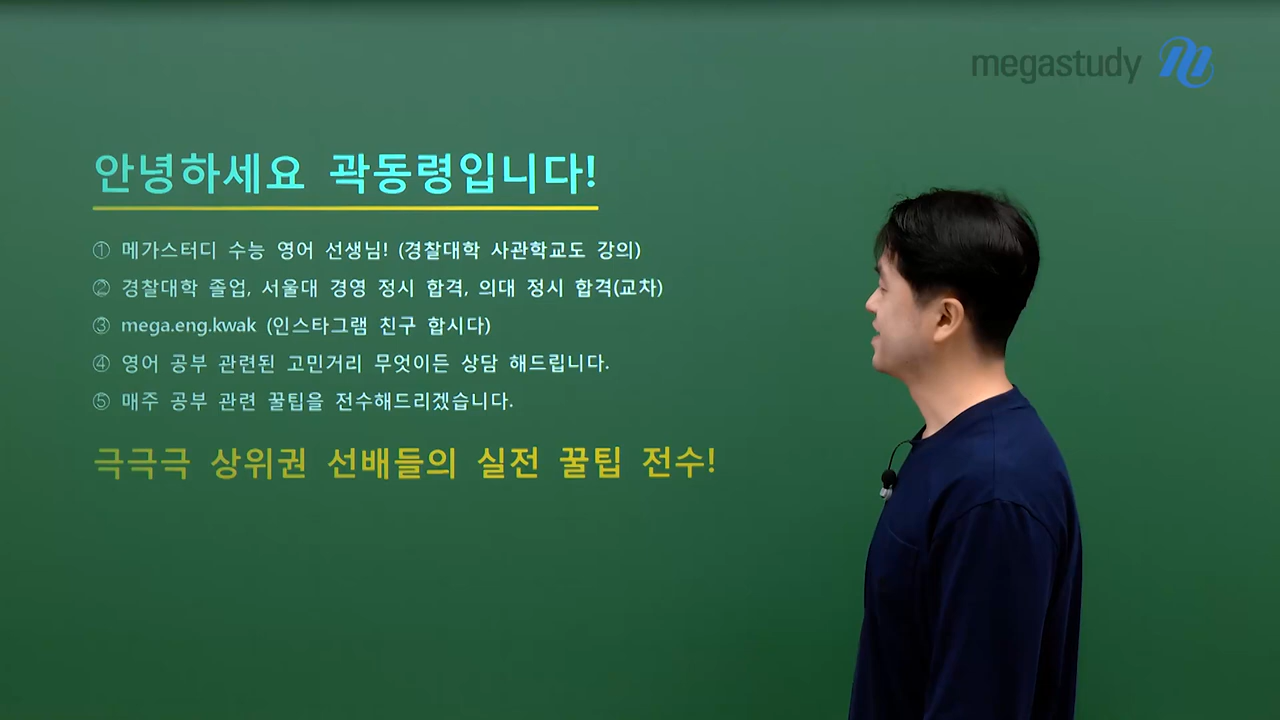 megastudy
안녕하세요 곽동령입니다!
① 메가스터디 수능 영어 선생님! (경찰대학 사관학교도 강의)
② 경찰대학 졸업, 서울대 경영 정시 합격, 의대 정시 합격(교차)
③ mega.eng.kwak (인스타그램 친구 합시다)
④ 영어 공부 관련된 고민거리 무엇이든 상담 해드립니다.
⑤ 매주 공부 관련 꿀팁을 전수해드리겠습니다.
극극극 상위권 선배들의 실전 꿀팁 전수!